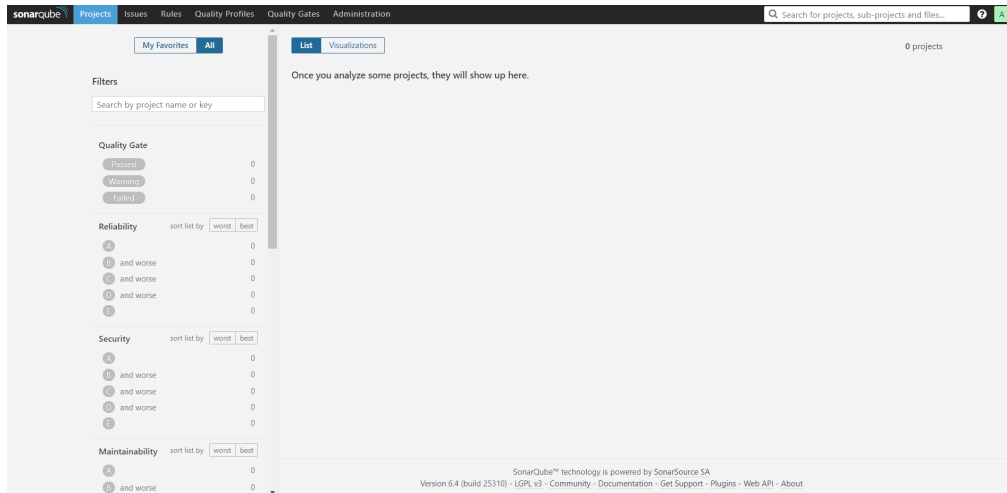 sonarqube Projects Issues Rules Quality Profiles Quality Gates Administration Search for projects, sub-projects and files... ? A
My Favorites All
Filters
Search by project name or key
Quality Gate
Passed 0
Warning 0
Failed 0
Reliability sort list by worst best
A 0
B and worse 0
C and worse 0
D and worse 0
E 0
Security sort list by worst best
A 0
B and worse 0
C and worse 0
D and worse 0
E 0
Maintainability sort list by worst best
A 0
B and worse 0
List Visualizations 0 projects
Once you analyze some projects, they will show up here.
SonarQube™ technology is powered by SonarSource SA
Version 6.4 (build 25310) - LGPL v3 - Community - Documentation - Get Support - Plugins - Web API - About